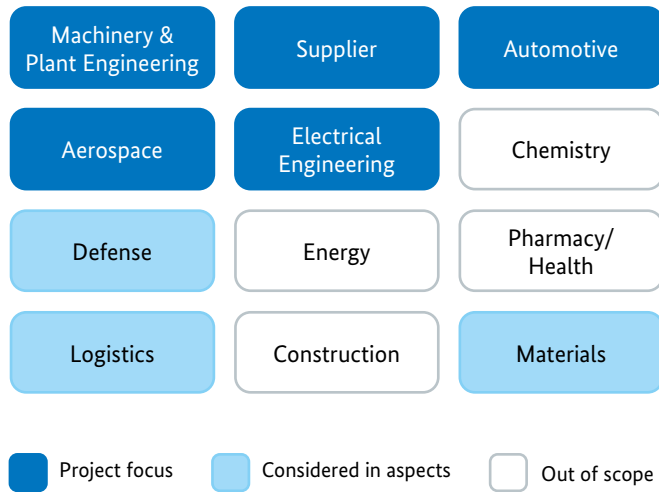 Machinery &
Plant Engineering
Supplier
Automotive
Aerospace
Electrical
Engineering
Chemistry
Defense
Energy
Pharmacy/
Health
Logistics
Construction
Materials
Project focus
Considered in aspects
Out of scope